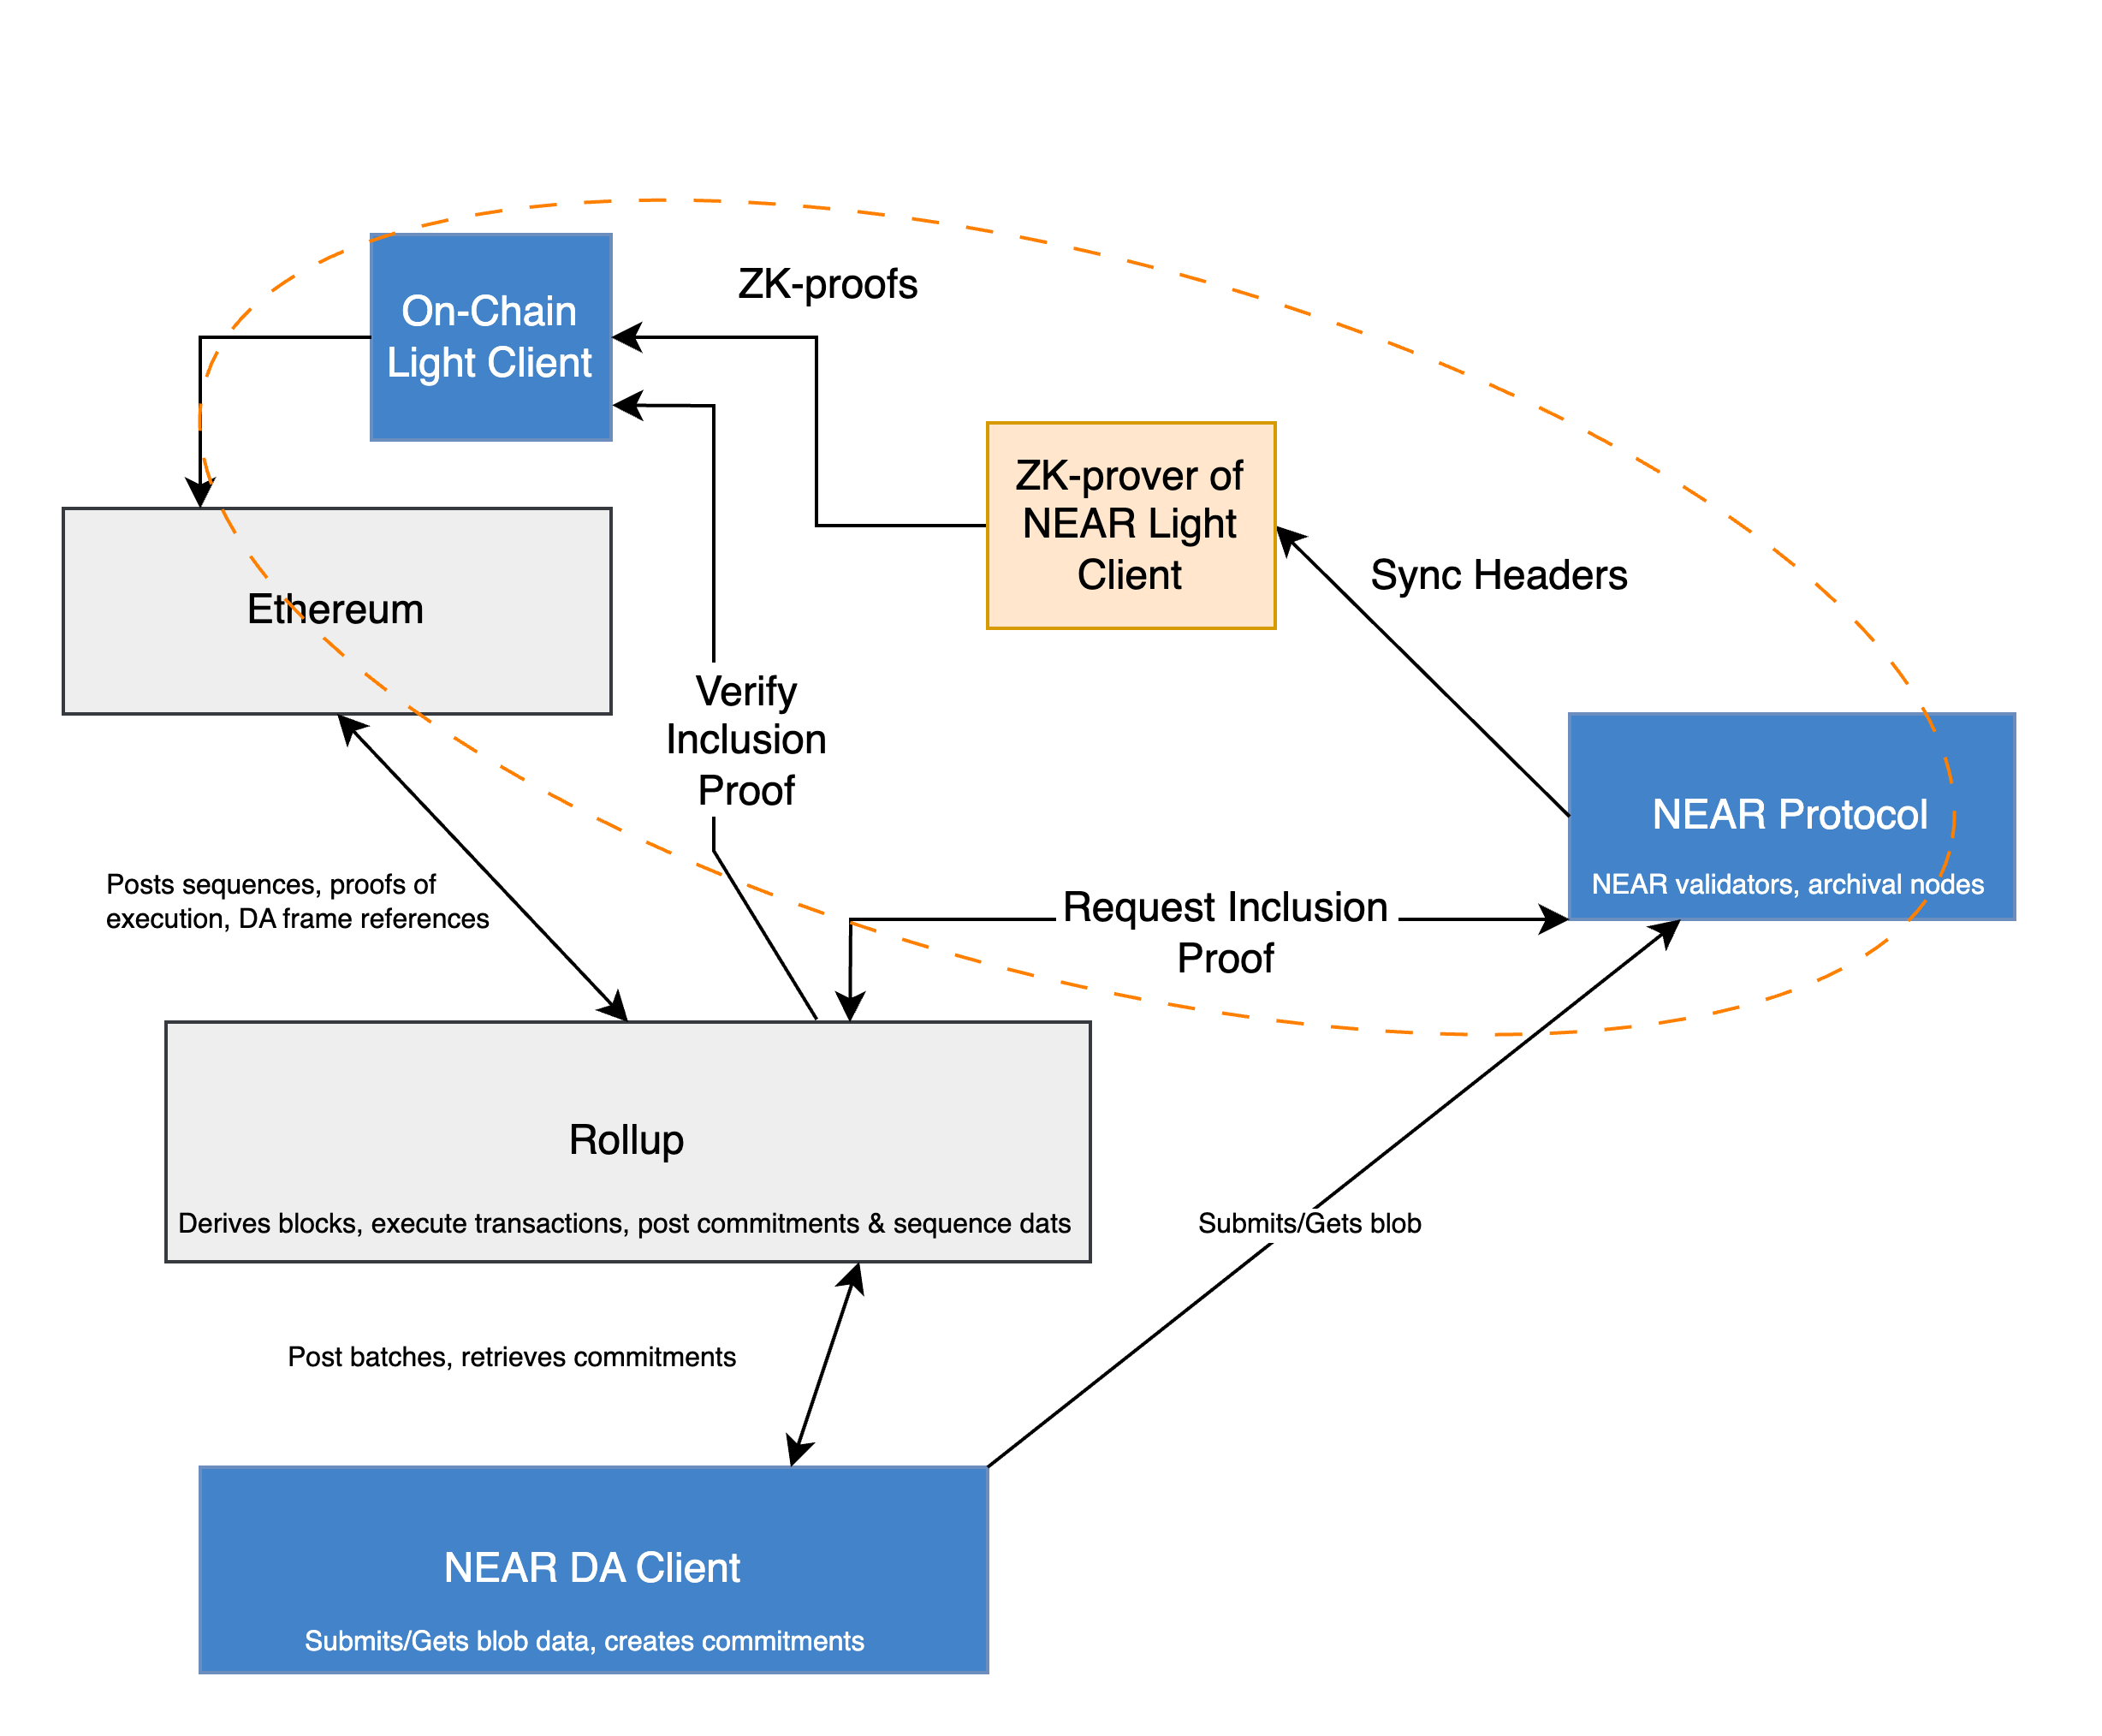 ZK-proofs
On-Chain
Light Client
ZK-prover of
NEAR Light
Client
Sync Headers
Ethereum
Verify
Inclusion
Proof
NEAR Protocol
NEAR validators, archival nodes
Posts sequences, proofs of
execution, DA frame references
Request Inclusion
Proof
Rollup
Derives blocks, execute transactions, post commitments & sequence dats
Submits/Gets blob
Post batches, retrieves commitments
NEAR DA Client
Submits/Gets blob data, creates commitments